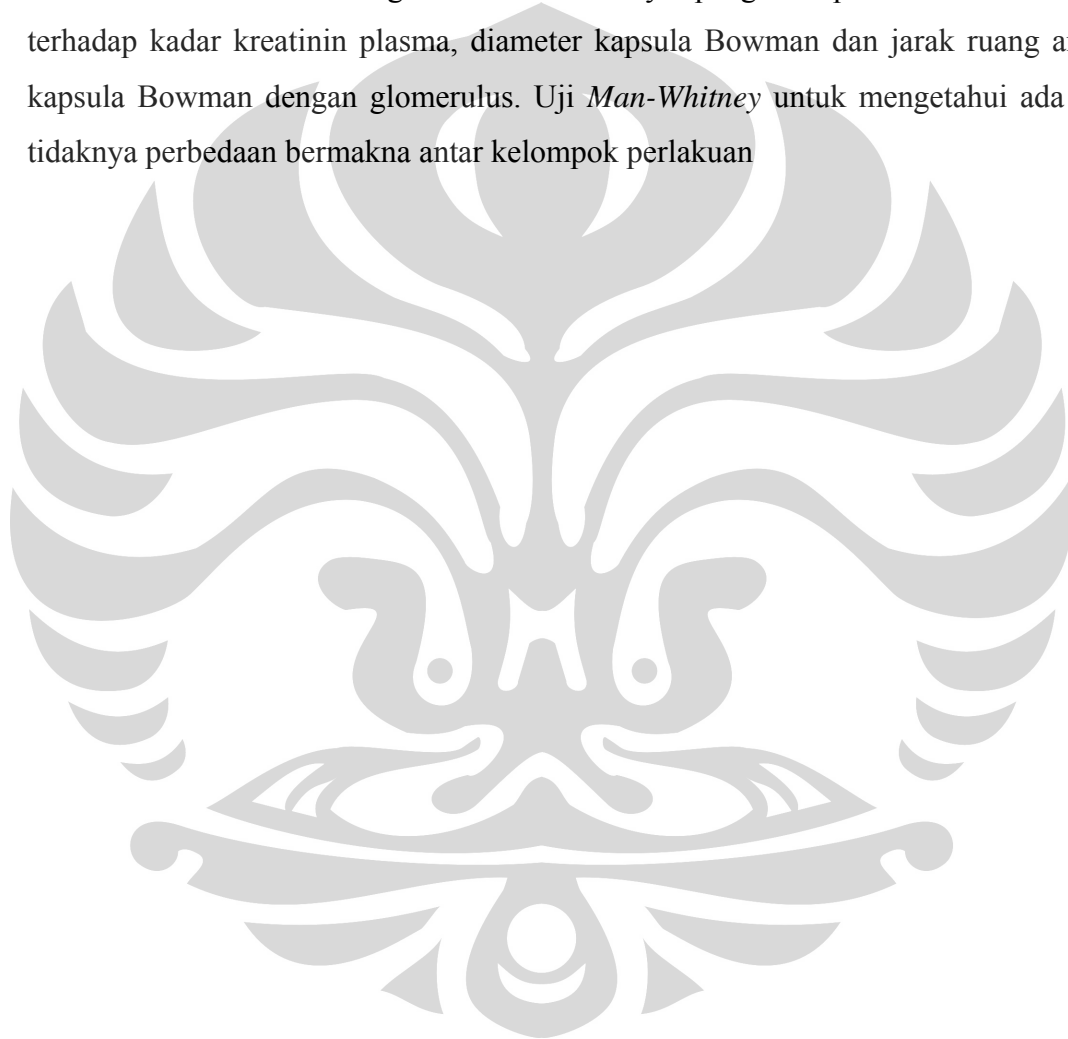 terhadap kadar kreatinin plasma, diameter kapsula Bowman dan jarak ruang
kapsula Bowman dengan glomerulus. Uji Man-Whitney untuk mengetahui ada
tidaknya perbedaan bermakna antar kelompok perlakuan